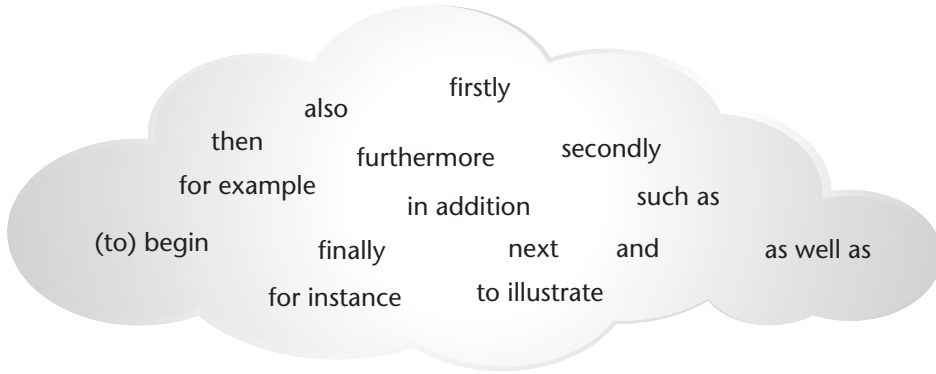 firstly
also
then
furthermore
secondly
for example
such as
in addition
(to) begin
finally
next
and
as well as
for instance
to illustrate